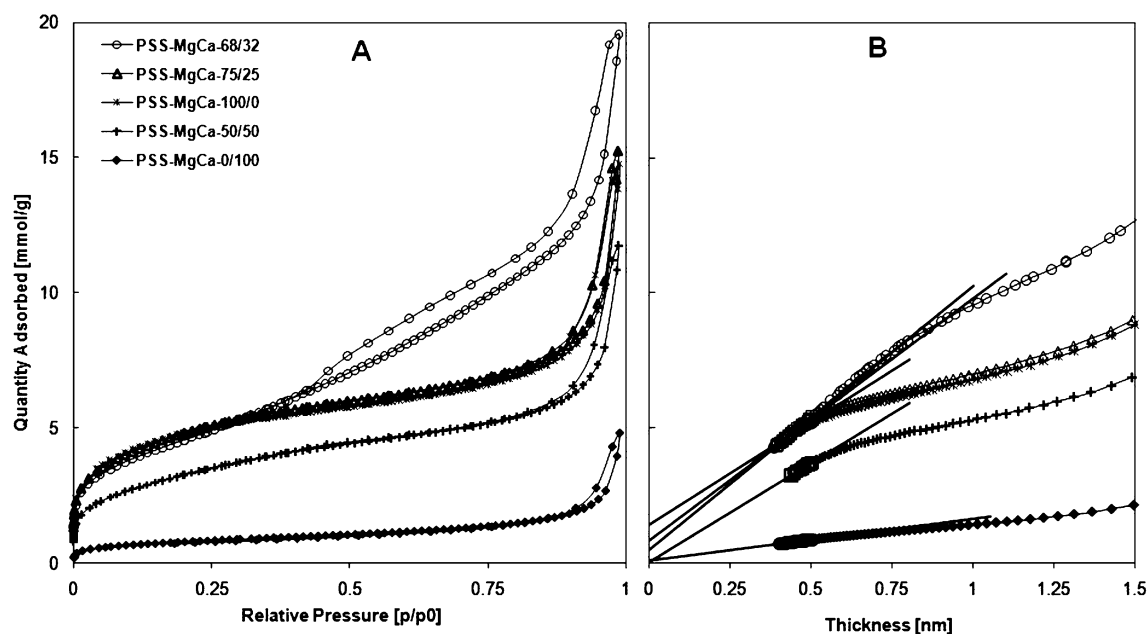 20
A
B
PSS-MgCa-68/32
PSS-MgCa-75/25
PSS-MgCa-100/0
PSS-MgCa-50/50
PSS-MgCa-0/100
15
10
5
0
Quantity Adsorbed [mmol/g]
0 0.25 0.5 0.75 1
Relative Pressure [p/p0]
0 0.25 0.5 0.75 1 1.25 1.5
Thickness [nm]